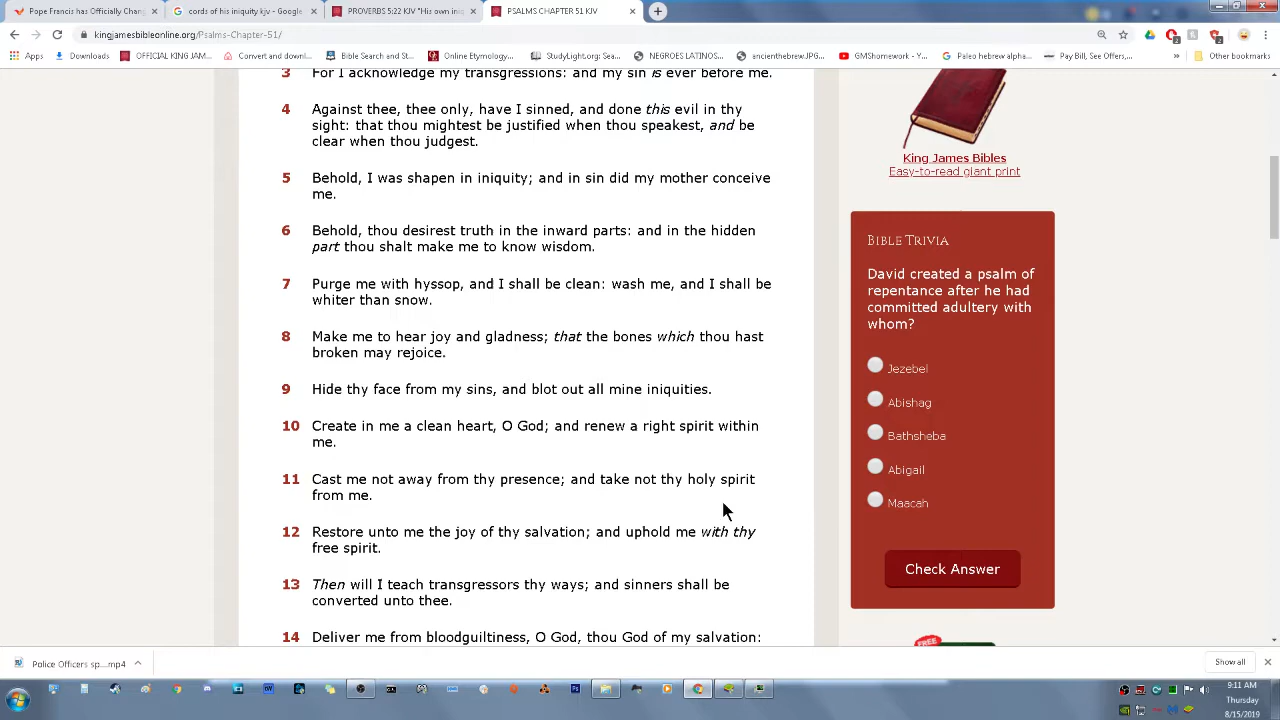 Pope Francis has Officially Chang
cords of his iniquity kjv - Google
PROVERBS 5:22 KJV "His own iniq
PSALMS CHAPTER 51 KJV
kingjamesbibleonline.org/Psalms-Chapter-51/
Apps
Downloads
OFFICIAL KING JAM...
Convert and downl...
Bible Search and St...
Online Etymology...
StudyLight.org: Sea...
NEGROES LATINOS...
ancienthebrew.JPG...
GMShomework - Y...
Paleo hebrew alpha...
Pay Bill, See Offers,...
Other bookmarks
3 For I acknowledge my transgressions: and my sin is ever before me.
4 Against thee, thee only, have I sinned, and done this evil in thy
sight: that thou mightest be justified when thou speakest, and be
clear when thou judgest.
5 Behold, I was shapen in iniquity; and in sin did my mother conceive
me.
6 Behold, thou desirest truth in the inward parts: and in the hidden
part thou shalt make me to know wisdom.
7 Purge me with hyssop, and I shall be clean: wash me, and I shall be
whiter than snow.
8 Make me to hear joy and gladness; that the bones which thou hast
broken may rejoice.
9 Hide thy face from my sins, and blot out all mine iniquities.
10 Create in me a clean heart, O God; and renew a right spirit within
me.
11 Cast me not away from thy presence; and take not thy holy spirit
from me.
12 Restore unto me the joy of thy salvation; and uphold me with thy
free spirit.
13 Then will I teach transgressors thy ways; and sinners shall be
converted unto thee.
14 Deliver me from bloodguiltiness, O God, thou God of my salvation:
King James Bibles
Easy-to-read giant print
BIBLE TRIVIA
David created a psalm of
repentance after he had
committed adultery with
whom?
Jezebel
Abishag
Bathsheba
Abigail
Maacah
Check Answer
FREE
Police Officers sp....mp4
Show all
9:11 AM
Thursday
8/15/2019